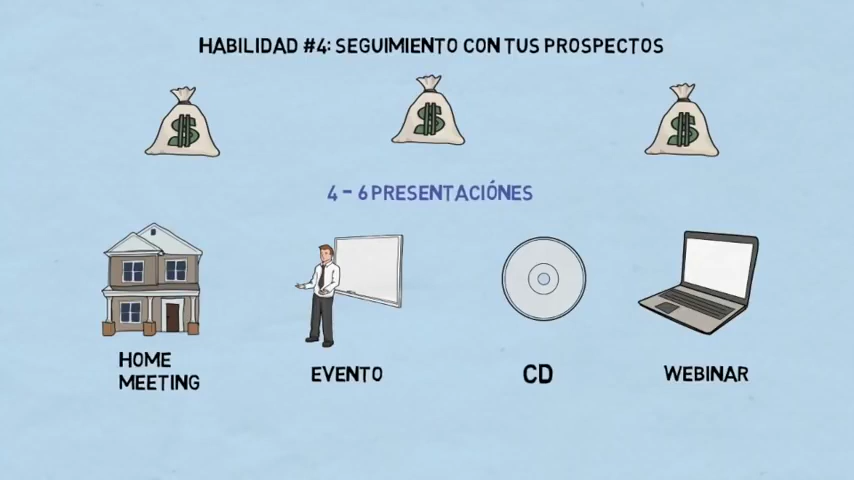 HABILIDAD #4: SEGUIMIENTO CON TUS PROSPECTOS
$ $ $
4 - 6 PRESENTACIÓNES
HOME
MEETING
EVENTO
CD
WEBINAR